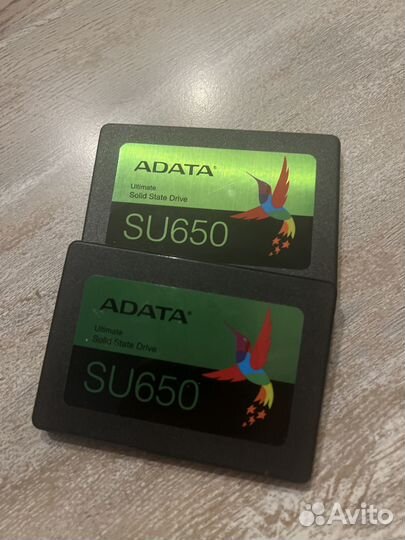 ADATA®
Ultimate
Solid State Drive
SU650
ADATA®
Ultimate
Solid State Drive
SU650
Avito